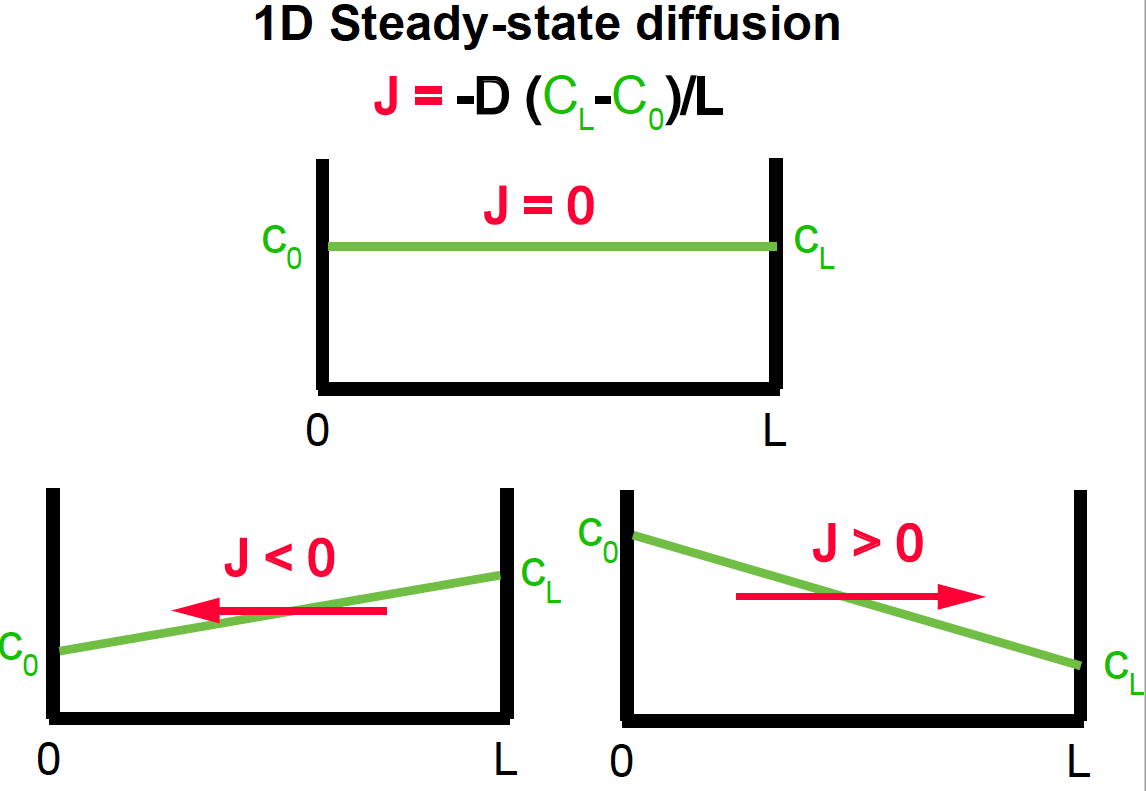 1D Steady-state diffusion
J = -D (C_L-C_0)/L
J = 0
C_0
C_L
0
L
J < 0
C_0
C_L
0
L
J > 0
C_0
C_L
0
L